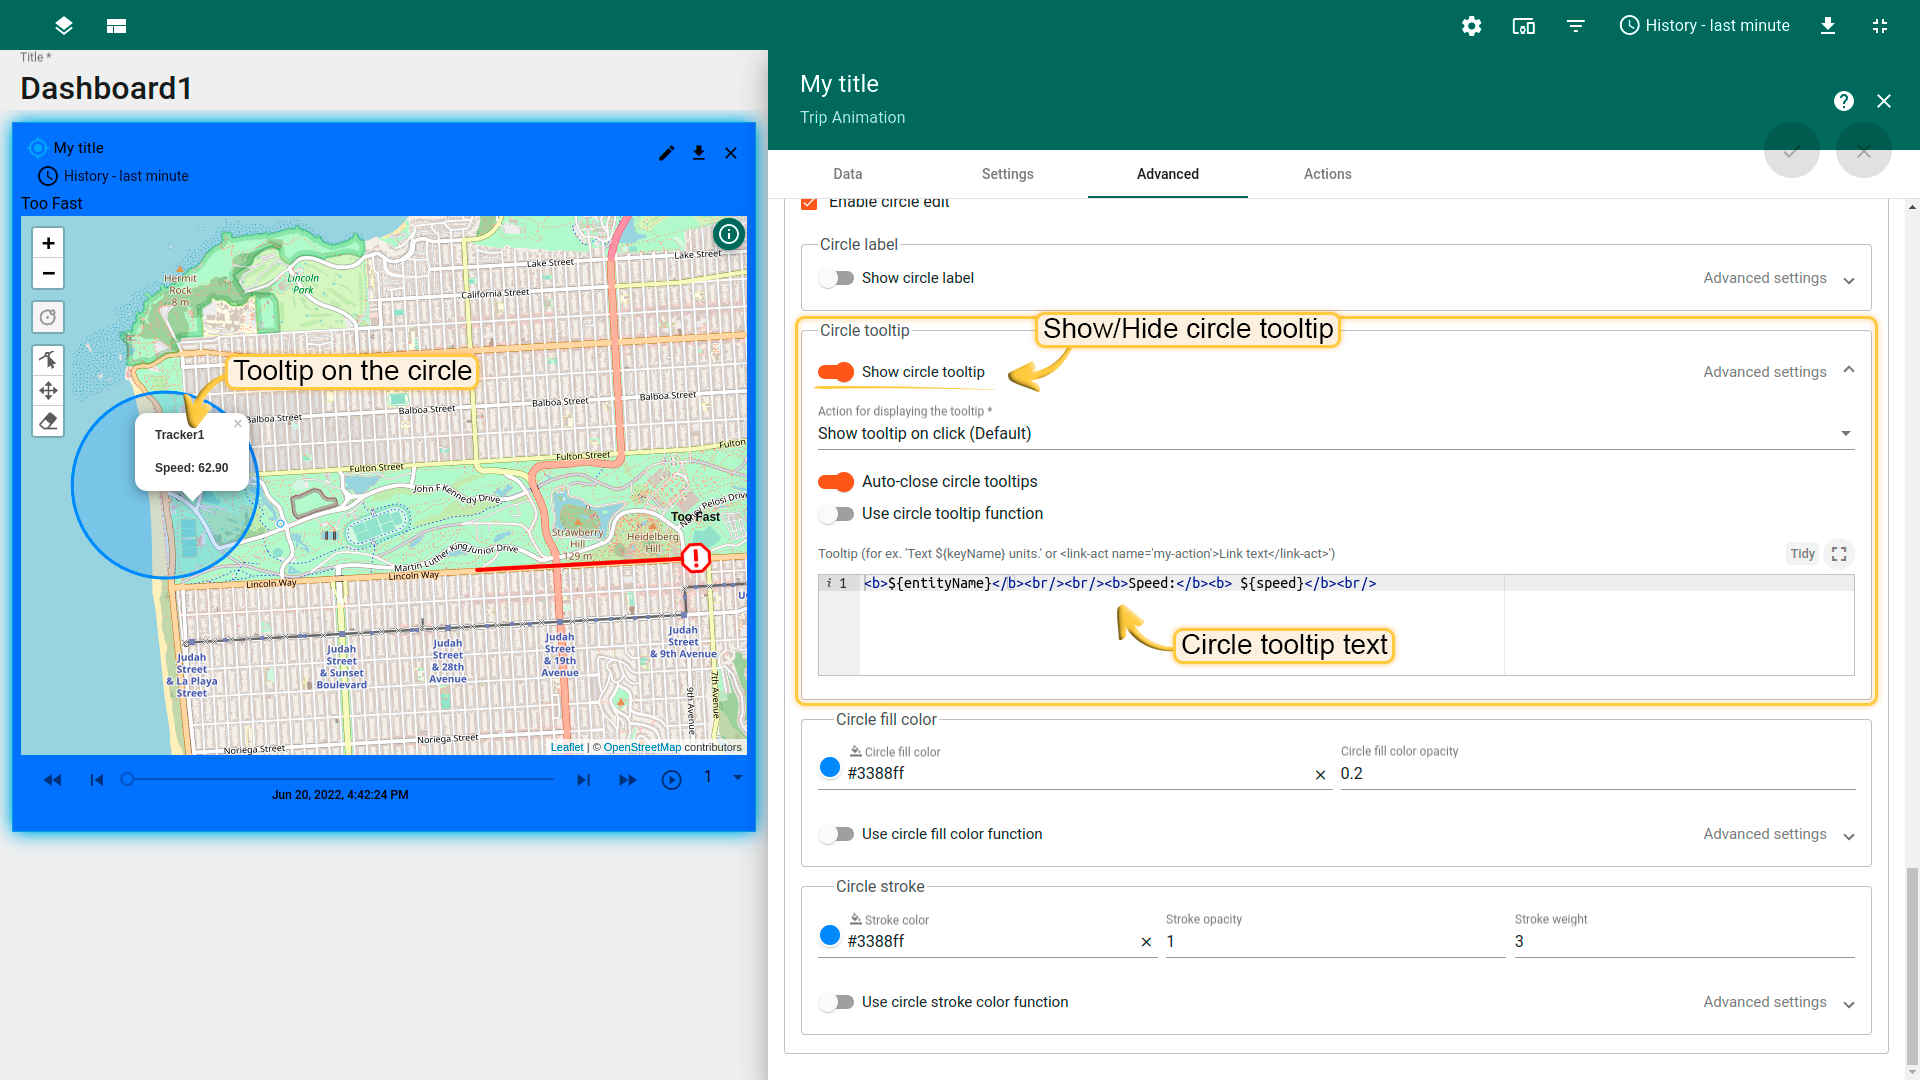 History - last minute
Title *
Dashboard1
My title
Trip Animation
My title
History - last minute
Too Fast
Data
Settings
Advanced
Actions
Enable circle edit
Circle label
Show circle label
Advanced settings
Circle tooltip
Show/Hide circle tooltip
Show circle tooltip
Advanced settings
Action for displaying the tooltip *
Show tooltip on click (Default)
Auto-close circle tooltips
Use circle tooltip function
Tooltip (for ex. 'Text ${keyName} units.' or <link-act name='my-action'>Link text</link-act>')
Tidy
i 1 <b>${entityName}</b><br/><br/><b>Speed:</b><b> ${speed}</b><br/>
Circle tooltip text
Circle fill color
Circle fill color
#3388ff
Circle fill color opacity
0.2
Use circle fill color function
Advanced settings
Circle stroke
Stroke color
#3388ff
Stroke opacity
1
Stroke weight
3
Use circle stroke color function
Advanced settings
+
−
Hermit
Rock
8 m
Lincoln
Park
Lake Street
Lake Street
California Street
Tooltip on the circle
Tracker1
Speed: 62.90
Balboa Street
Balboa Street
Balboa Street
Balboa Street
Fulton Street
Fulton Street
Fulton
John F Kennedy Drive
Nancy Pelosi Drive
Too Fast
Strawberry
Hill
129 m
Heidelberg
Hill
Martin Luther King Junior Drive
Lincoln Way
Lincoln Way
Judah
Street
& La Playa
Street
Judah
Street
& Sunset
Boulevard
Judah
Street
& 28th
Avenue
Judah
Street
& 19th
Avenue
Judah
Street
& 9th Avenue
9th Avenue
7th Avenue
Noriega Street
Noriega Street
Leaflet | © OpenStreetMap contributors
1
Jun 20, 2022, 4:42:24 PM